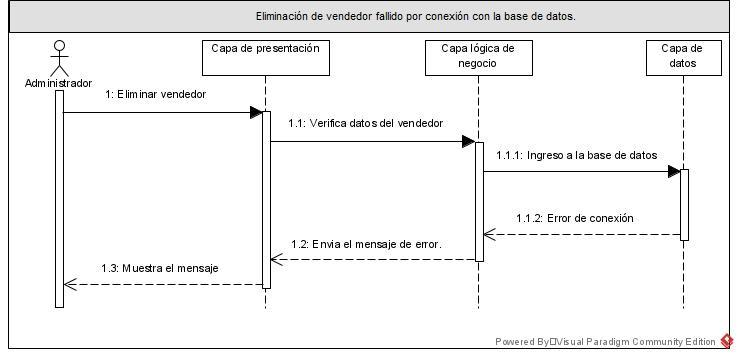 Eliminación de vendedor fallido por conexión con la base de datos.
Capa de presentación
Capa lógica de
negocio
Capa de
datos
Administrador
1: Eliminar vendedor
1.1: Verifica datos del vendedor
1.1.1: Ingreso a la base de datos
1.1.2: Error de conexión
1.2: Envia el mensaje de error.
1.3: Muestra el mensaje
Powered By□Visual Paradigm Community Edition